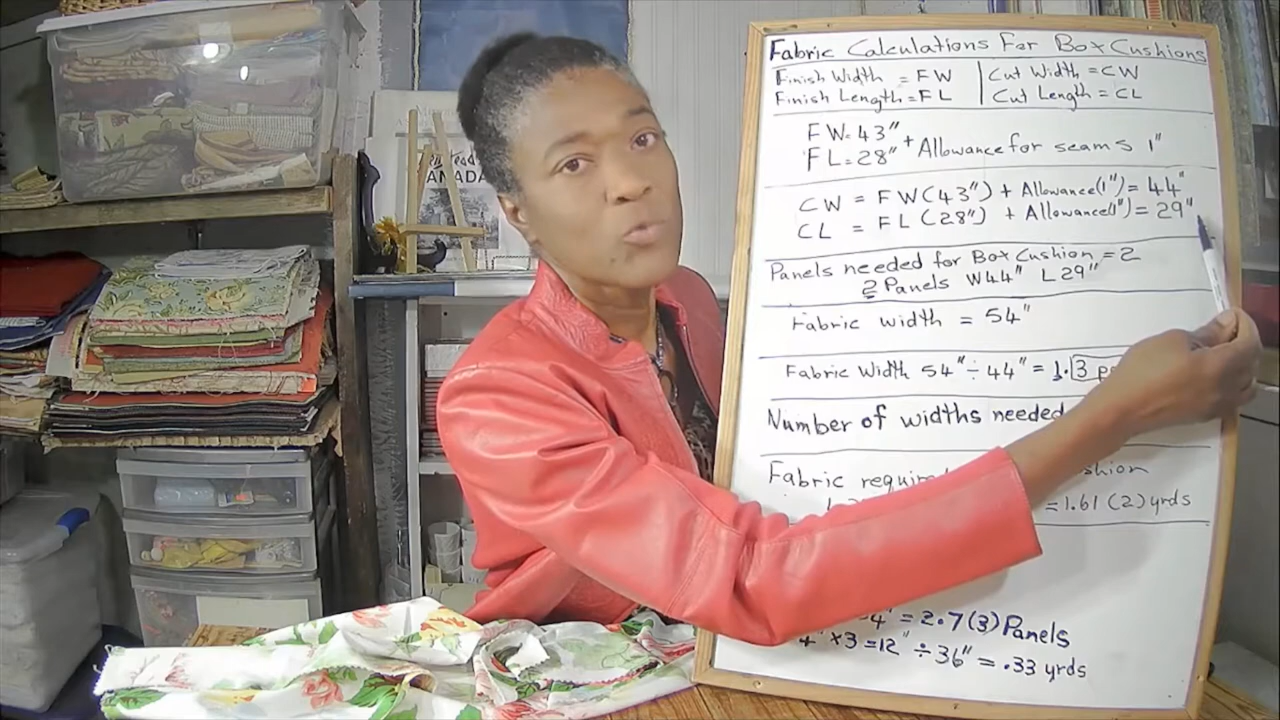 Fabric Calculations For Box Cushions
Finish Width = FW | Cut Width = CW
Finish Length = FL | Cut Length = CL
FW = 43"
FL = 28" + Allowance for seams 1"
CW = FW (43") + Allowance (1") = 44"
CL = FL (28") + Allowance (1") = 29"
Panels needed for Box Cushion = 2
2 Panels W44" L29"
Fabric width = 54"
Fabric Width 54" ÷ 44" = 1.3
Number of widths needed
Fabric
= 1.61 (2) yrds
= 2.7 (3) Panels
4" x 3 = 12" ÷ 36" = .33 yrds
CANADA